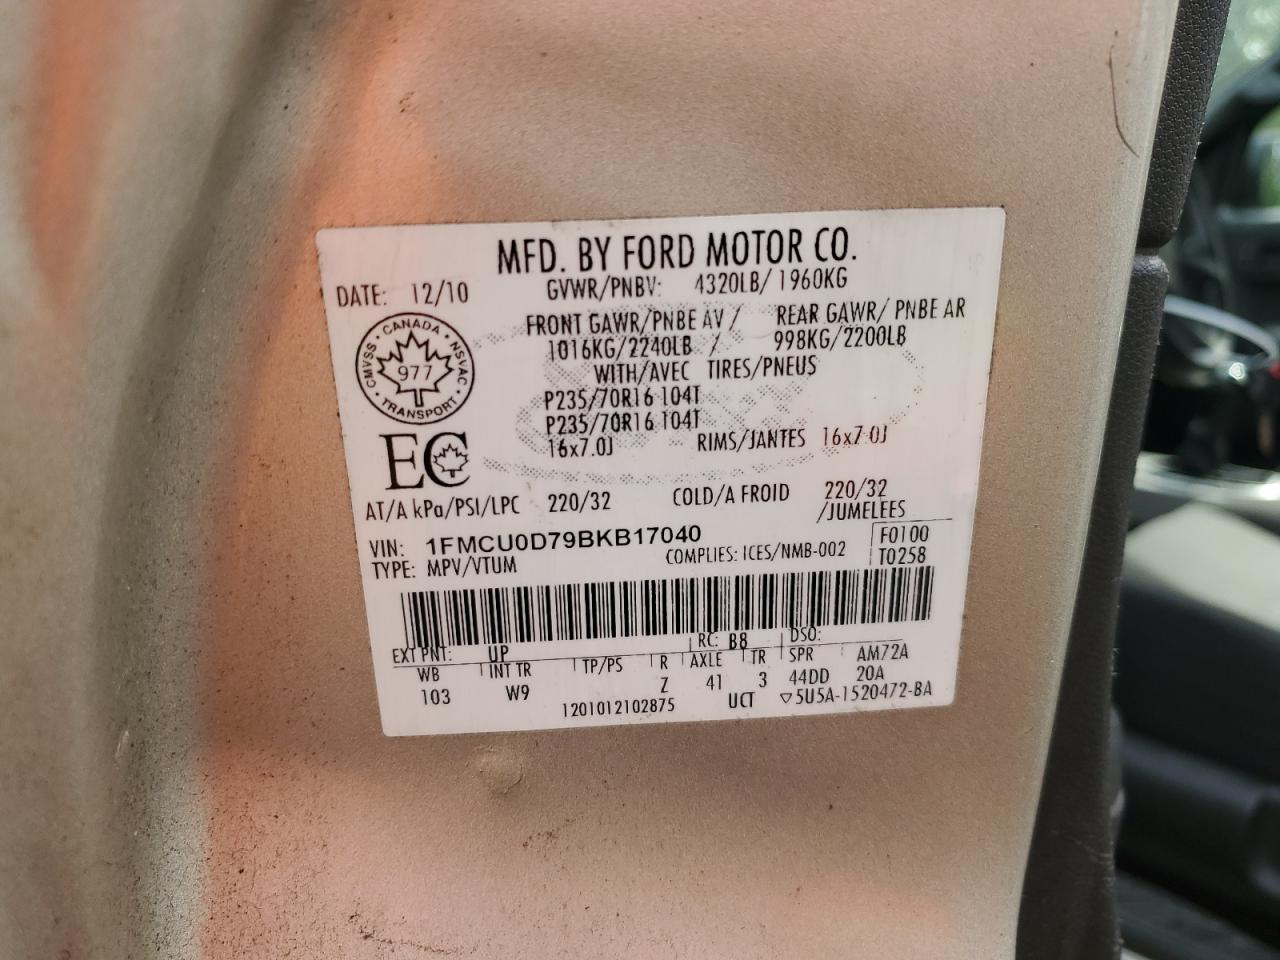 MFD. BY FORD MOTOR CO.
DATE: 12/10 GVWR/PNBV: 4320LB/ 1960KG
FRONT GAWR/PNBE AV / REAR GAWR/ PNBE AR
1016KG/2240LB / 998KG/2200LB
WITH/AVEC TIRES/PNEUS
P235/70R16 104T
P235/70R16 104T
16x7.0J RIMS/JANTES 16x7.0J
CANADA
CMVSS NSVAC
977
TRANSPORT
EC
AT/A kPa/PSI/LPC 220/32 COLD/A FROID 220/32
/JUMELEES
VIN: 1FMCU0D79BKB17040 F0100
TYPE: MPV/VTUM COMPLIES: ICES/NMB-002 T0258
EXT PNT: UP RC: B8 DSO:
WB INT TR TP/PS R AXLE TR SPR AM72A
103 W9 Z 41 3 44DD 20A
1201012102875 UCT ▽5U5A-1520472-BA